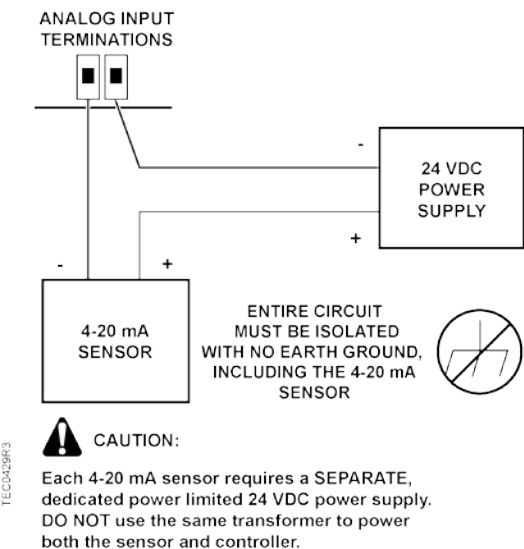 ANALOG INPUT
TERMINATIONS
-
24 VDC
POWER
SUPPLY
+
-
+
4-20 mA
SENSOR
ENTIRE CIRCUIT
MUST BE ISOLATED
WITH NO EARTH GROUND,
INCLUDING THE 4-20 mA
SENSOR
CAUTION:
Each 4-20 mA sensor requires a SEPARATE,
dedicated power limited 24 VDC power supply.
DO NOT use the same transformer to power
both the sensor and controller.
TEC0429R3